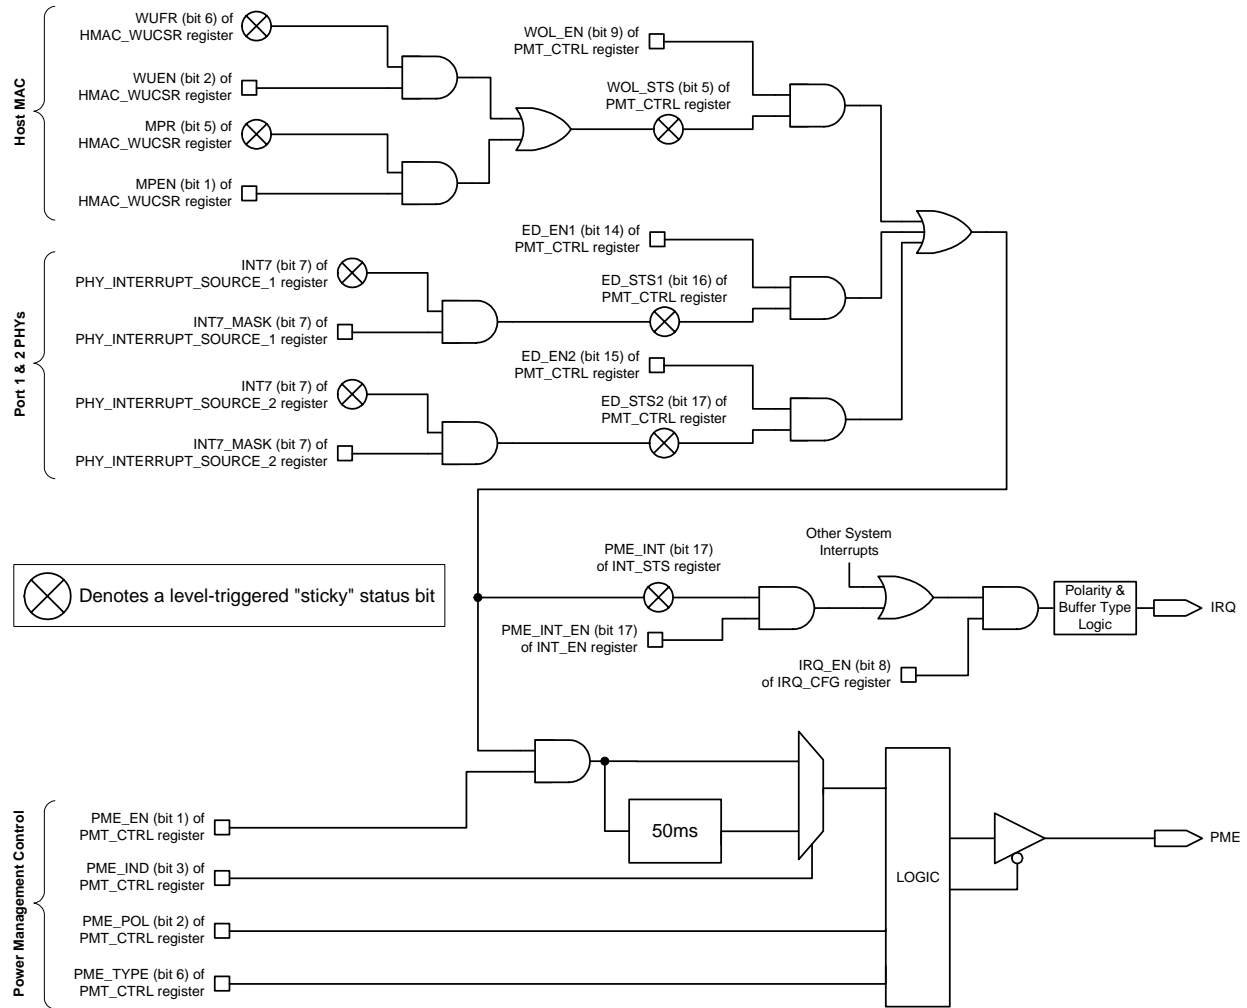 Host MAC
WUFR (bit 6) of
HMAC_WUCSR register
WUEN (bit 2) of
HMAC_WUCSR register
MPR (bit 5) of
HMAC_WUCSR register
MPEN (bit 1) of
HMAC_WUCSR register
WOL_EN (bit 9) of
PMT_CTRL register
WOL_STS (bit 5) of
PMT_CTRL register
Port 1 & 2 PHYs
INT7 (bit 7) of
PHY_INTERRUPT_SOURCE_1 register
INT7_MASK (bit 7) of
PHY_INTERRUPT_SOURCE_1 register
INT7 (bit 7) of
PHY_INTERRUPT_SOURCE_2 register
INT7_MASK (bit 7) of
PHY_INTERRUPT_SOURCE_2 register
ED_EN1 (bit 14) of
PMT_CTRL register
ED_STS1 (bit 16) of
PMT_CTRL register
ED_EN2 (bit 15) of
PMT_CTRL register
ED_STS2 (bit 17) of
PMT_CTRL register
Denotes a level-triggered "sticky" status bit
PME_INT (bit 17)
of INT_STS register
PME_INT_EN (bit 17)
of INT_EN register
Other System
Interrupts
IRQ_EN (bit 8)
of IRQ_CFG register
Polarity &
Buffer Type
Logic
IRQ
Power Management Control
PME_EN (bit 1) of
PMT_CTRL register
PME_IND (bit 3) of
PMT_CTRL register
PME_POL (bit 2) of
PMT_CTRL register
PME_TYPE (bit 6) of
PMT_CTRL register
50ms
LOGIC
PME